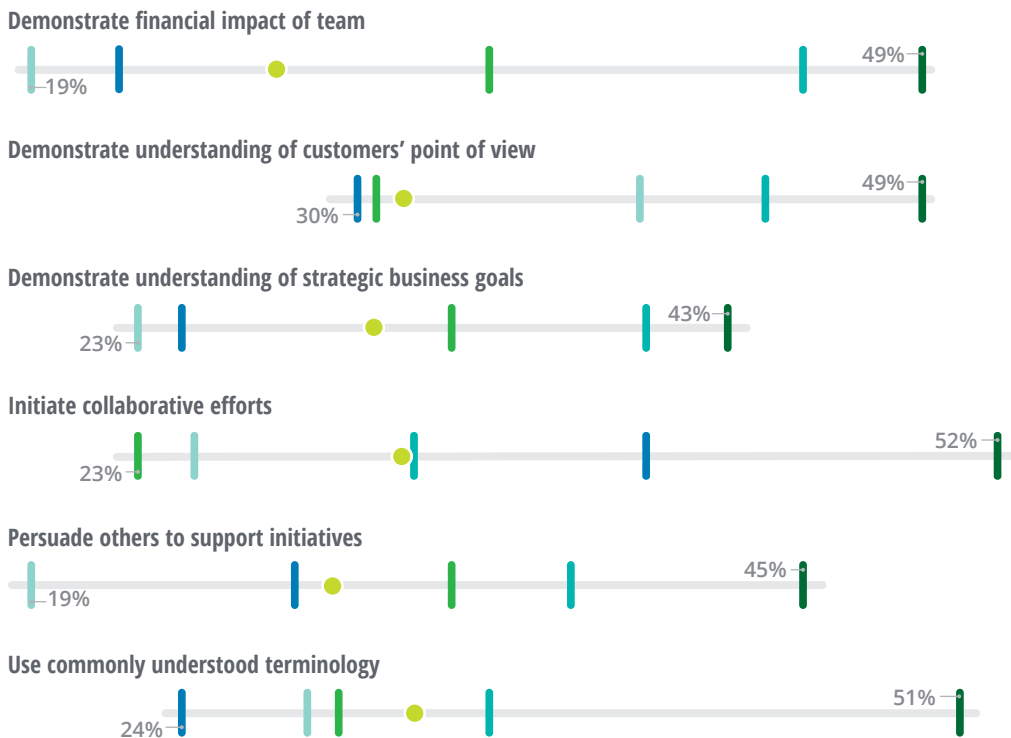 Demonstrate financial impact of team
49%
19%
Demonstrate understanding of customers’ point of view
49%
30%
Demonstrate understanding of strategic business goals
43%
23%
Initiate collaborative efforts
52%
23%
Persuade others to support initiatives
45%
19%
Use commonly understood terminology
51%
24%